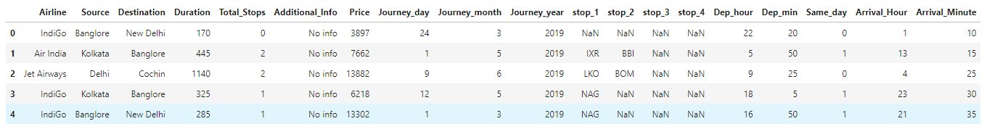 Airline Source Destination Duration Total_Stops Additional_Info Price Journey_day Journey_month Journey_year stop_1 stop_2 stop_3 stop_4 Dep_hour Dep_min Same_day Arrival_Hour Arrival_Minute
0 IndiGo Banglore New Delhi 170 0 No info 3897 24 3 2019 NaN NaN NaN NaN 22 20 0 1 10
1 Air India Kolkata Banglore 445 2 No info 7662 1 5 2019 IXR BBI NaN NaN 5 50 1 13 15
2 Jet Airways Delhi Cochin 1140 2 No info 13882 9 6 2019 LKO BOM NaN NaN 9 25 0 4 25
3 IndiGo Kolkata Banglore 325 1 No info 6218 12 5 2019 NAG NaN NaN NaN 18 5 1 23 30
4 IndiGo Banglore New Delhi 285 1 No info 13302 1 3 2019 NAG NaN NaN NaN 16 50 1 21 35